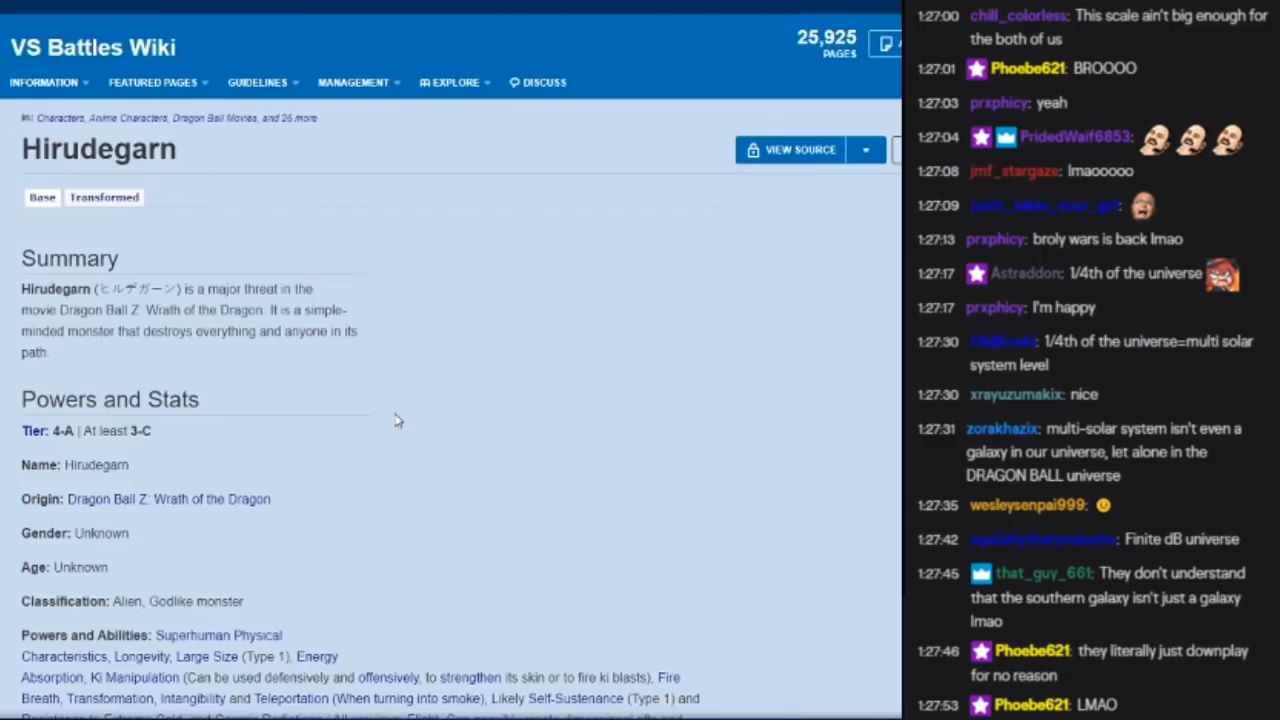 VS Battles Wiki
25,925
PAGES
INFORMATION
FEATURED PAGES
GUIDELINES
MANAGEMENT
EXPLORE
DISCUSS
in: Characters, Anime Characters, Dragon Ball Movies, and 26 more
Hirudegarn
VIEW SOURCE
Base
Transformed
Summary
Hirudegarn (ヒルデガーン) is a major threat in the
movie Dragon Ball Z: Wrath of the Dragon. It is a simple-
minded monster that destroys everything and anyone in its
path.
Powers and Stats
Tier: 4-A | At least 3-C
Name: Hirudegarn
Origin: Dragon Ball Z: Wrath of the Dragon
Gender: Unknown
Age: Unknown
Classification: Alien, Godlike monster
Powers and Abilities: Superhuman Physical
Characteristics, Longevity, Large Size (Type 1), Energy
Absorption, Ki Manipulation (Can be used defensively and offensively, to strengthen its skin or to fire ki blasts), Fire
Breath, Transformation, Intangibility and Teleportation (When turning into smoke), Likely Self-Sustenance (Type 1) and
1:27:00 chill_colorless: This scale ain't big enough for
the both of us
1:27:01 Phoebe621: BROOOO
1:27:03 prxphicy: yeah
1:27:04 PridedWaif6853:
1:27:08 jmf_stargaze: lmaooooo
1:27:09
1:27:13 prxphicy: broly wars is back lmao
1:27:17 Astraddon: 1/4th of the universe
1:27:17 prxphicy: I'm happy
1:27:30 1/4th of the universe=multi solar
system level
1:27:30 xrayuzumakix: nice
1:27:31 zorakhazix: multi-solar system isn't even a
galaxy in our universe, let alone in the
DRAGON BALL universe
1:27:35 wesleysenpai999:
1:27:42 Finite dB universe
1:27:45 that_guy_661: They don't understand
that the southern galaxy isn't just a galaxy
lmao
1:27:46 Phoebe621: they literally just downplay
for no reason
1:27:53 Phoebe621: LMAO